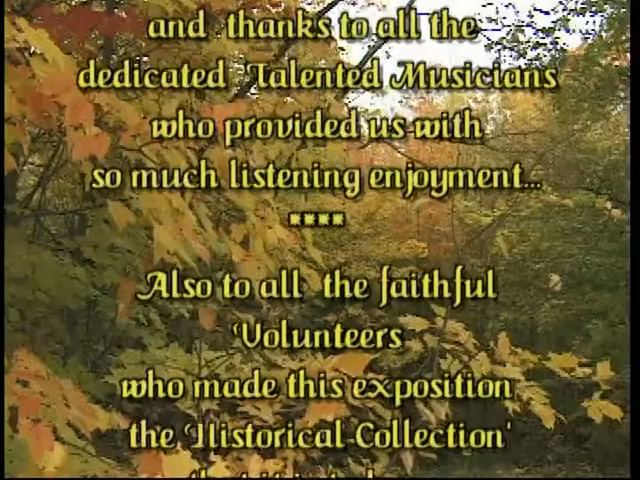 and thanks to all the
dedicated Talented Musicians
who provided us with
so much listening enjoyment...
****
Also to all the faithful
Volunteers
who made this exposition
the 'Historical Collection'